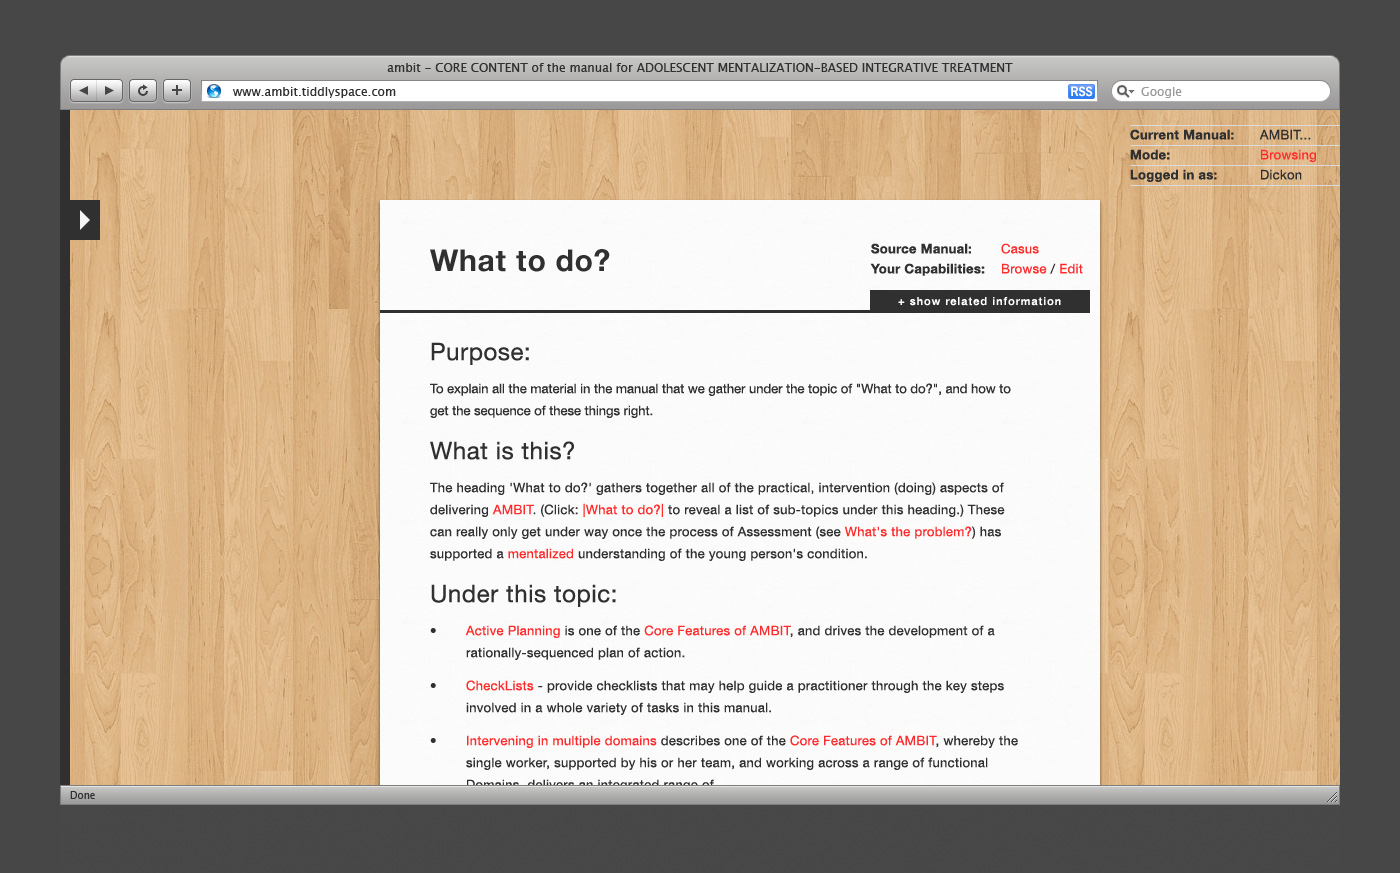 ambit – CORE CONTENT of the manual for ADOLESCENT MENTALIZATION-BASED INTEGRATIVE TREATMENT
www.ambit.tiddlyspace.com
RSS
Google
Current Manual: AMBIT...
Mode: Browsing
Logged in as: Dickon
What to do?
Source Manual: Casus
Your Capabilities: Browse / Edit
+ show related information
Purpose:
To explain all the material in the manual that we gather under the topic of "What to do?", and how to
get the sequence of these things right.
What is this?
The heading 'What to do?' gathers together all of the practical, intervention (doing) aspects of
delivering AMBIT. (Click: |What to do?| to reveal a list of sub-topics under this heading.) These
can really only get under way once the process of Assessment (see What's the problem?) has
supported a mentalized understanding of the young person's condition.
Under this topic:
• Active Planning is one of the Core Features of AMBIT, and drives the development of a
rationally-sequenced plan of action.
• CheckLists - provide checklists that may help guide a practitioner through the key steps
involved in a whole variety of tasks in this manual.
• Intervening in multiple domains describes one of the Core Features of AMBIT, whereby the
single worker, supported by his or her team, and working across a range of functional
Domains, delivers an integrated range of
Done